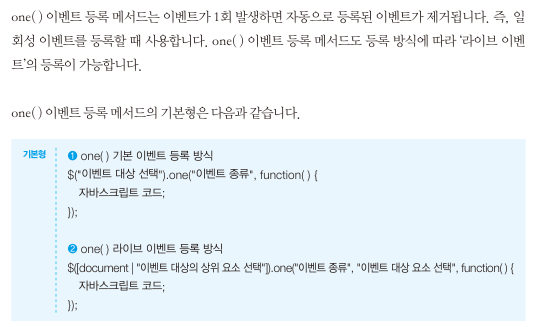 one( ) 이벤트 등록 메서드는 이벤트가 1회 발생하면 자동으로 등록된 이벤트가 제거됩니다. 즉, 일
회성 이벤트를 등록할 때 사용합니다. one( ) 이벤트 등록 메서드도 등록 방식에 따라 ‘라이브 이벤
트’의 등록이 가능합니다.
one( ) 이벤트 등록 메서드의 기본형은 다음과 같습니다.
기본형
❶ one( ) 기본 이벤트 등록 방식
$("이벤트 대상 선택").one("이벤트 종류", function( ) {
자바스크립트 코드;
});
❷ one( ) 라이브 이벤트 등록 방식
$([document | "이벤트 대상의 상위 요소 선택"]).one("이벤트 종류", "이벤트 대상 요소 선택", function( ) {
자바스크립트 코드;
});